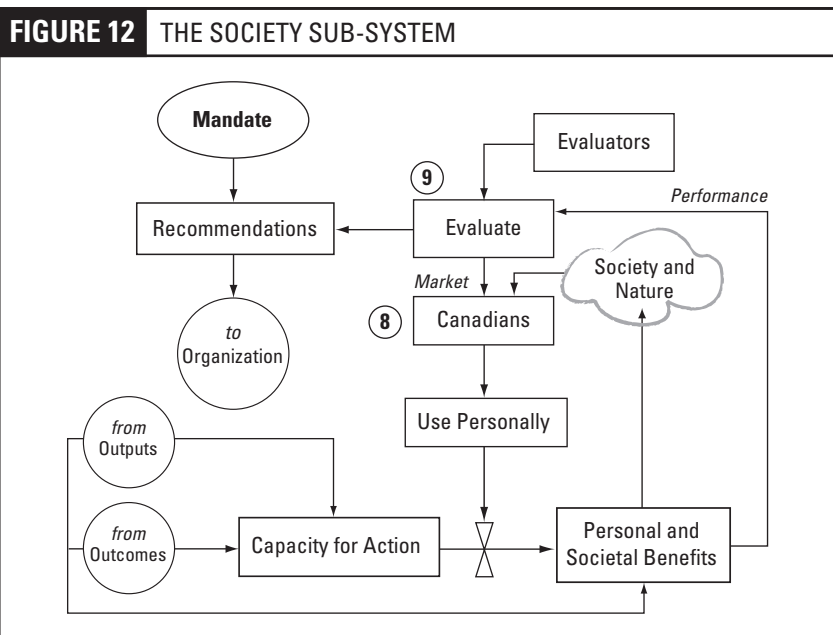 FIGURE 12 THE SOCIETY SUB-SYSTEM
Mandate
Evaluators
9
Performance
Recommendations
Evaluate
Society and
Nature
Market
8
Canadians
to
Organization
Use Personally
from
Outputs
from
Outcomes
Capacity for Action
Personal and
Societal Benefits